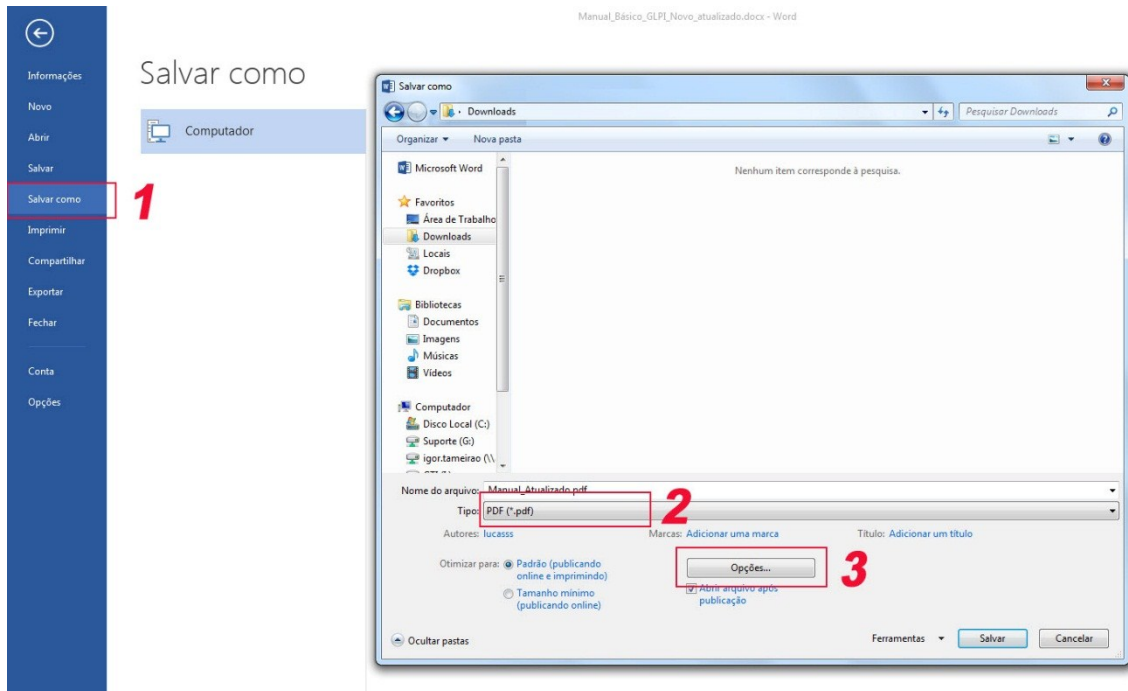 Manual_Básico_GLPI_Novo_atualizado.docx - Word
Informações
Novo
Abrir
Salvar
Salvar como
Imprimir
Compartilhar
Exportar
Fechar
Conta
Opções
1
Salvar como
Computador
Salvar como
Downloads
Pesquisar Downloads
Organizar
Nova pasta
Microsoft Word
Favoritos
Área de Trabalho
Downloads
Locais
Dropbox
Bibliotecas
Documentos
Imagens
Músicas
Vídeos
Computador
Disco Local (C:)
Suporte (G:)
igor.tameirao (\\
Nenhum item corresponde à pesquisa.
Nome do arquivo: Manual_Atualizado.pdf
Tipo: PDF (*.pdf)
2
Autores: lucasss
Marcas: Adicionar uma marca
Título: Adicionar um título
Otimizar para: Padrão (publicando
online e imprimindo)
Tamanho mínimo
(publicando online)
Opções...
3
Abrir arquivo após
publicação
Ocultar pastas
Ferramentas
Salvar
Cancelar